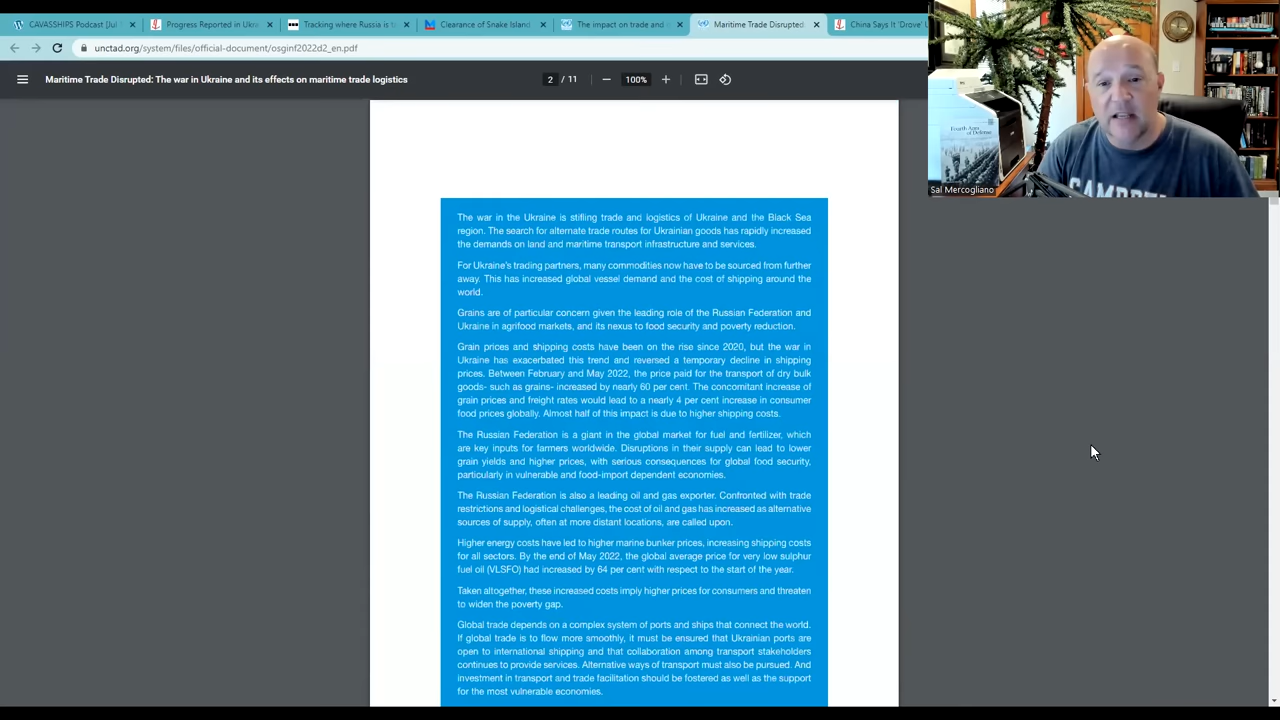 CAVASSHIPS Podcast [Jul
Progress Reported in Ukr
Tracking where Russia is t
Clearance of Snake Island
The impact on trade and
Maritime Trade Disrupted:
China Says It 'Drove' U
unctad.org/system/files/official-document/osginf2022d2_en.pdf
Maritime Trade Disrupted: The war in Ukraine and its effects on maritime trade logistics
2 / 11
100%
The war in the Ukraine is stifling trade and logistics of Ukraine and the Black Sea
region. The search for alternate trade routes for Ukrainian goods has rapidly increased
the demands on land and maritime transport infrastructure and services.
For Ukraine's trading partners, many commodities now have to be sourced from further
away. This has increased global vessel demand and the cost of shipping around the
world.
Grains are of particular concern given the leading role of the Russian Federation and
Ukraine in agrifood markets, and its nexus to food security and poverty reduction.
Grain prices and shipping costs have been on the rise since 2020, but the war in
Ukraine has exacerbated this trend and reversed a temporary decline in shipping
prices. Between February and May 2022, the price paid for the transport of dry bulk
goods- such as grains- increased by nearly 60 per cent. The concomitant increase of
grain prices and freight rates would lead to a nearly 4 per cent increase in consumer
food prices globally. Almost half of this impact is due to higher shipping costs.
The Russian Federation is a giant in the global market for fuel and fertilizer, which
are key inputs for farmers worldwide. Disruptions in their supply can lead to lower
grain yields and higher prices, with serious consequences for global food security,
particularly in vulnerable and food-import dependent economies.
The Russian Federation is also a leading oil and gas exporter. Confronted with trade
restrictions and logistical challenges, the cost of oil and gas has increased as alternative
sources of supply, often at more distant locations, are called upon.
Higher energy costs have led to higher marine bunker prices, increasing shipping costs
for all sectors. By the end of May 2022, the global average price for very low sulphur
fuel oil (VLSFO) had increased by 64 per cent with respect to the start of the year.
Taken altogether, these increased costs imply higher prices for consumers and threaten
to widen the poverty gap.
Global trade depends on a complex system of ports and ships that connect the world.
If global trade is to flow more smoothly, it must be ensured that Ukrainian ports are
open to international shipping and that collaboration among transport stakeholders
continues to provide services. Alternative ways of transport must also be pursued. And
investment in transport and trade facilitation should be fostered as well as the support
for the most vulnerable economies.
Fourth Arm
of Defense
Sal Mercogliano